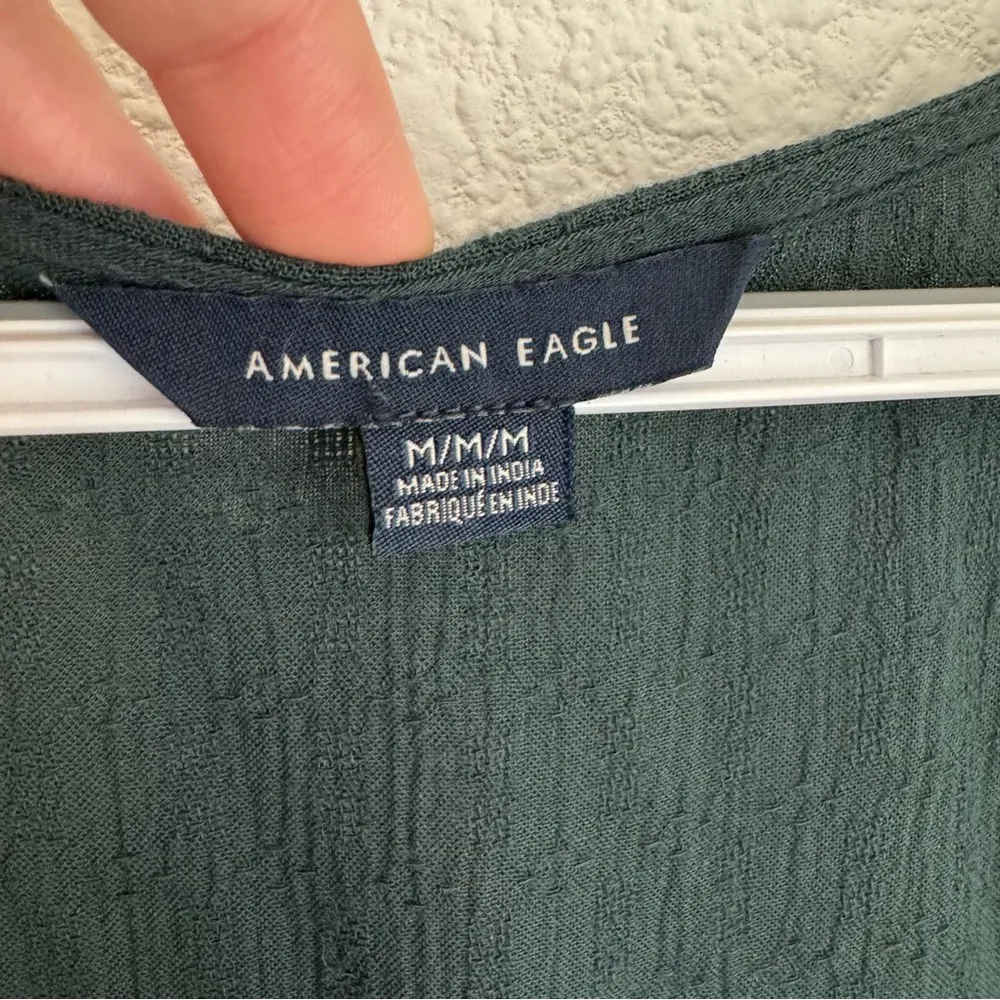 AMERICAN EAGLE
M/M/M
MADE IN INDIA
FABRIQUÉ EN INDE